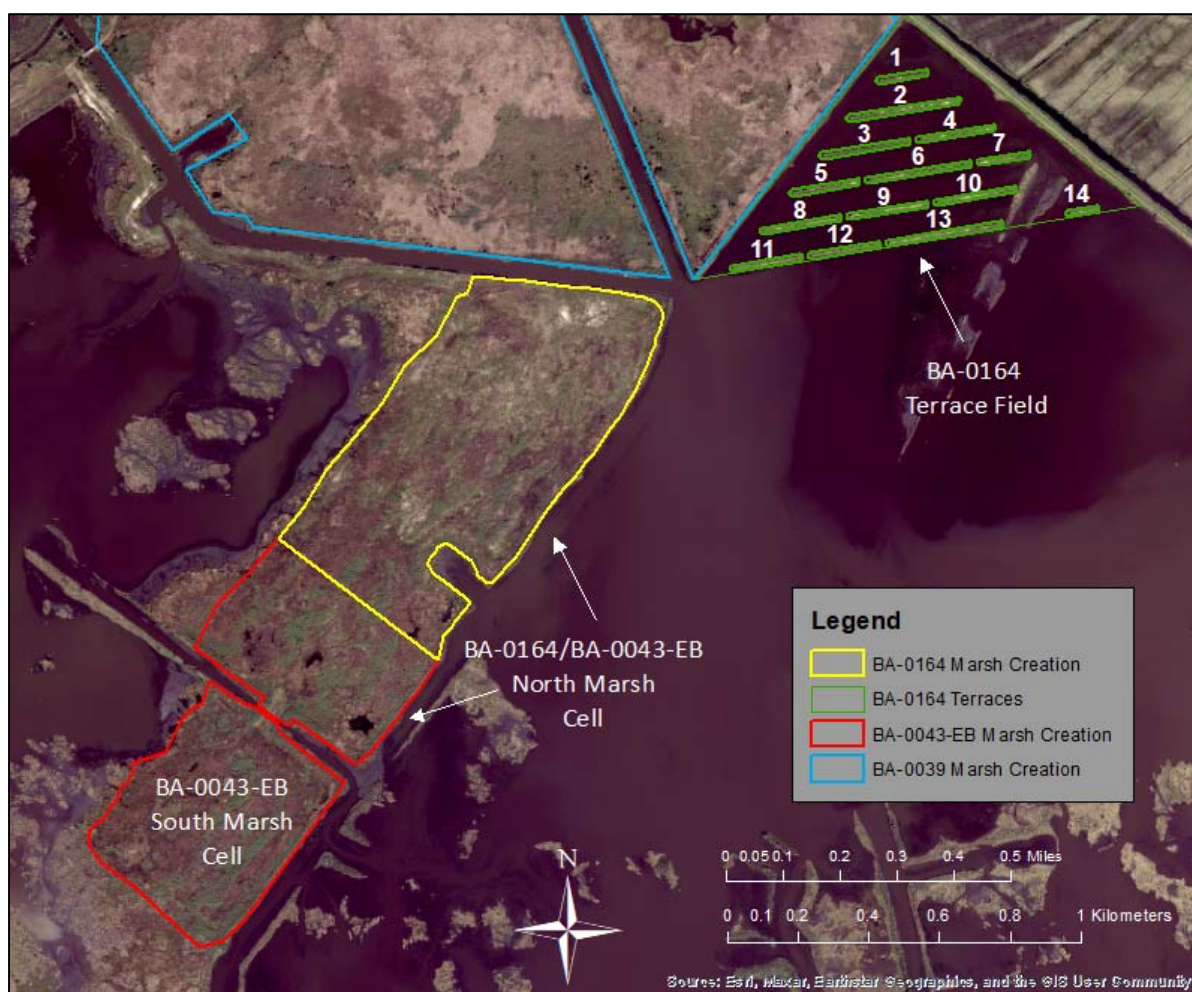 1
2
3
4
5
6
7
8
9
10
11
12
13
14
BA-0164
Terrace Field
BA-0164/BA-0043-EB
North Marsh
Cell
BA-0043-EB
South Marsh
Cell
Legend
BA-0164 Marsh Creation
BA-0164 Terraces
BA-0043-EB Marsh Creation
BA-0039 Marsh Creation
N
0 0.05 0.1 0.2 0.3 0.4 0.5 Miles
0 0.1 0.2 0.4 0.6 0.8 1 Kilometers
Source: Esri, Maxar, Earthstar Geographics, and the GIS User Community